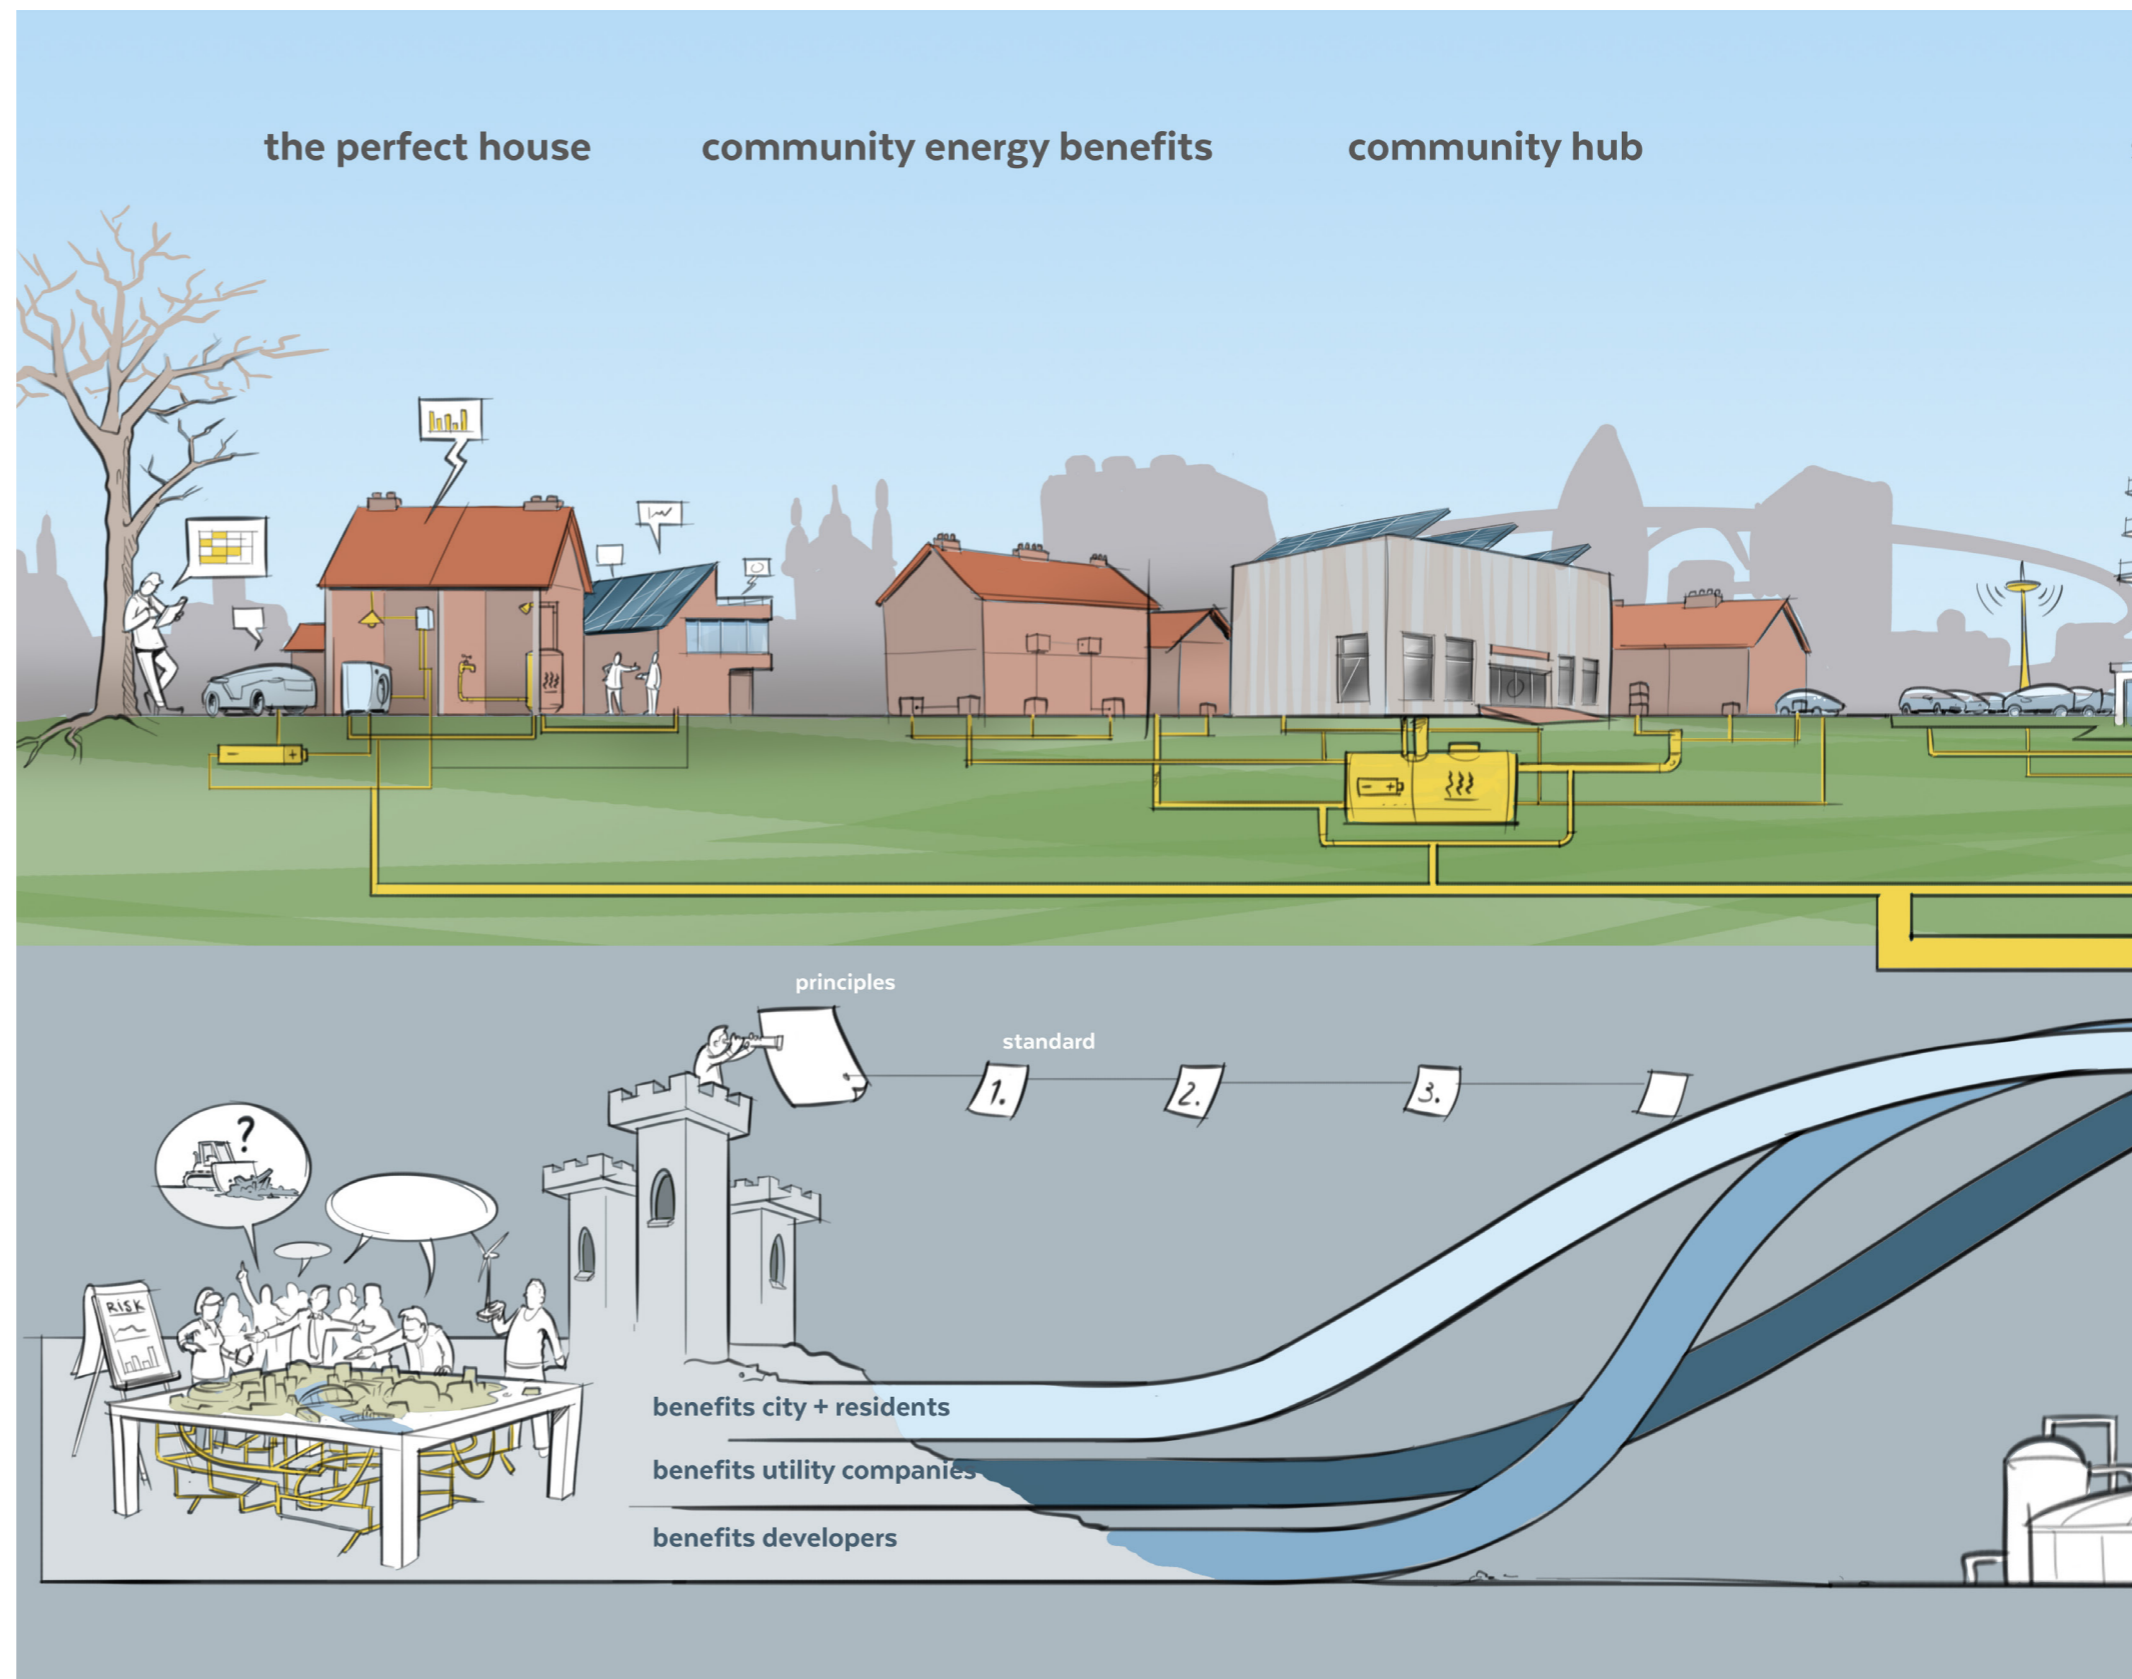 the perfect house
community energy benefits
community hub
- +
- +
principles
standard
1.
2.
3.
?
RISK
benefits city + residents
benefits utility companies
benefits developers